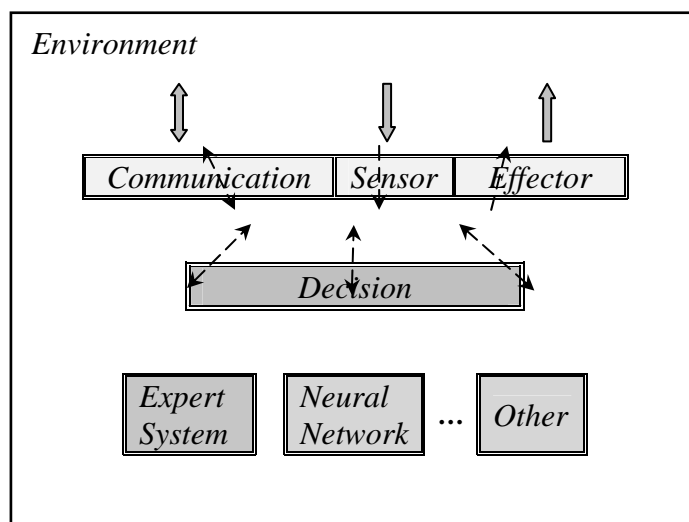 Environment
Communication Sensor Effector
Decision
Expert Neural
System Network ... Other